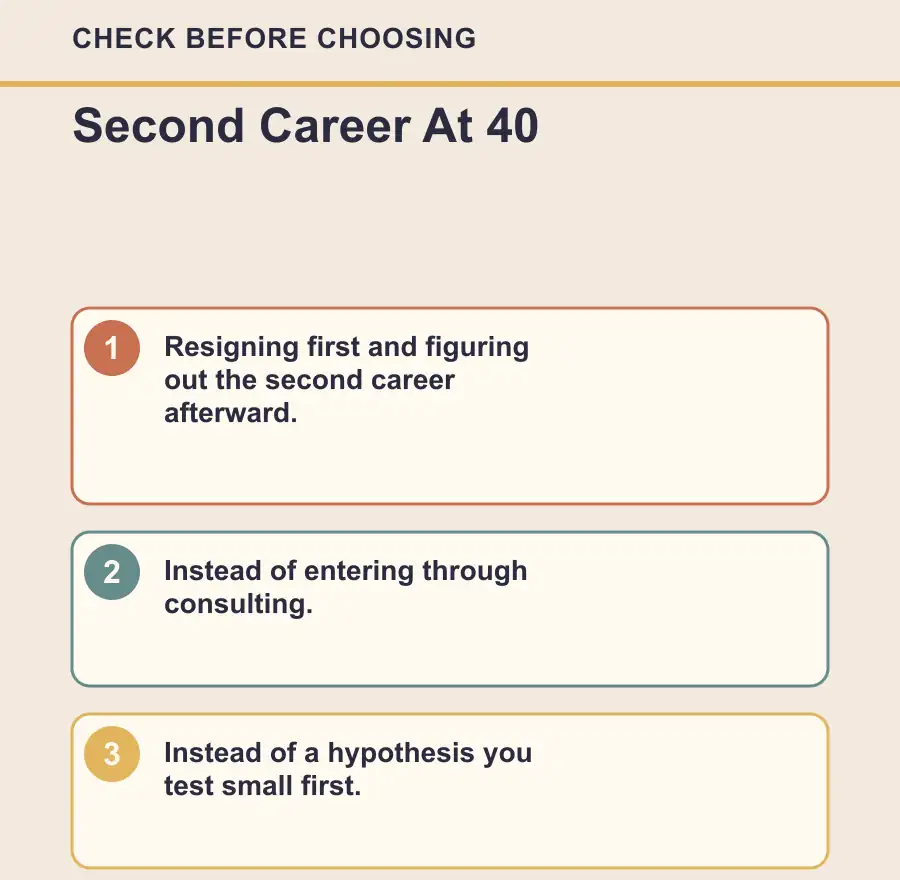 CHECK BEFORE CHOOSING
Second Career At 40
1
Resigning first and figuring
out the second career
afterward.
2
Instead of entering through
consulting.
3
Instead of a hypothesis you
test small first.